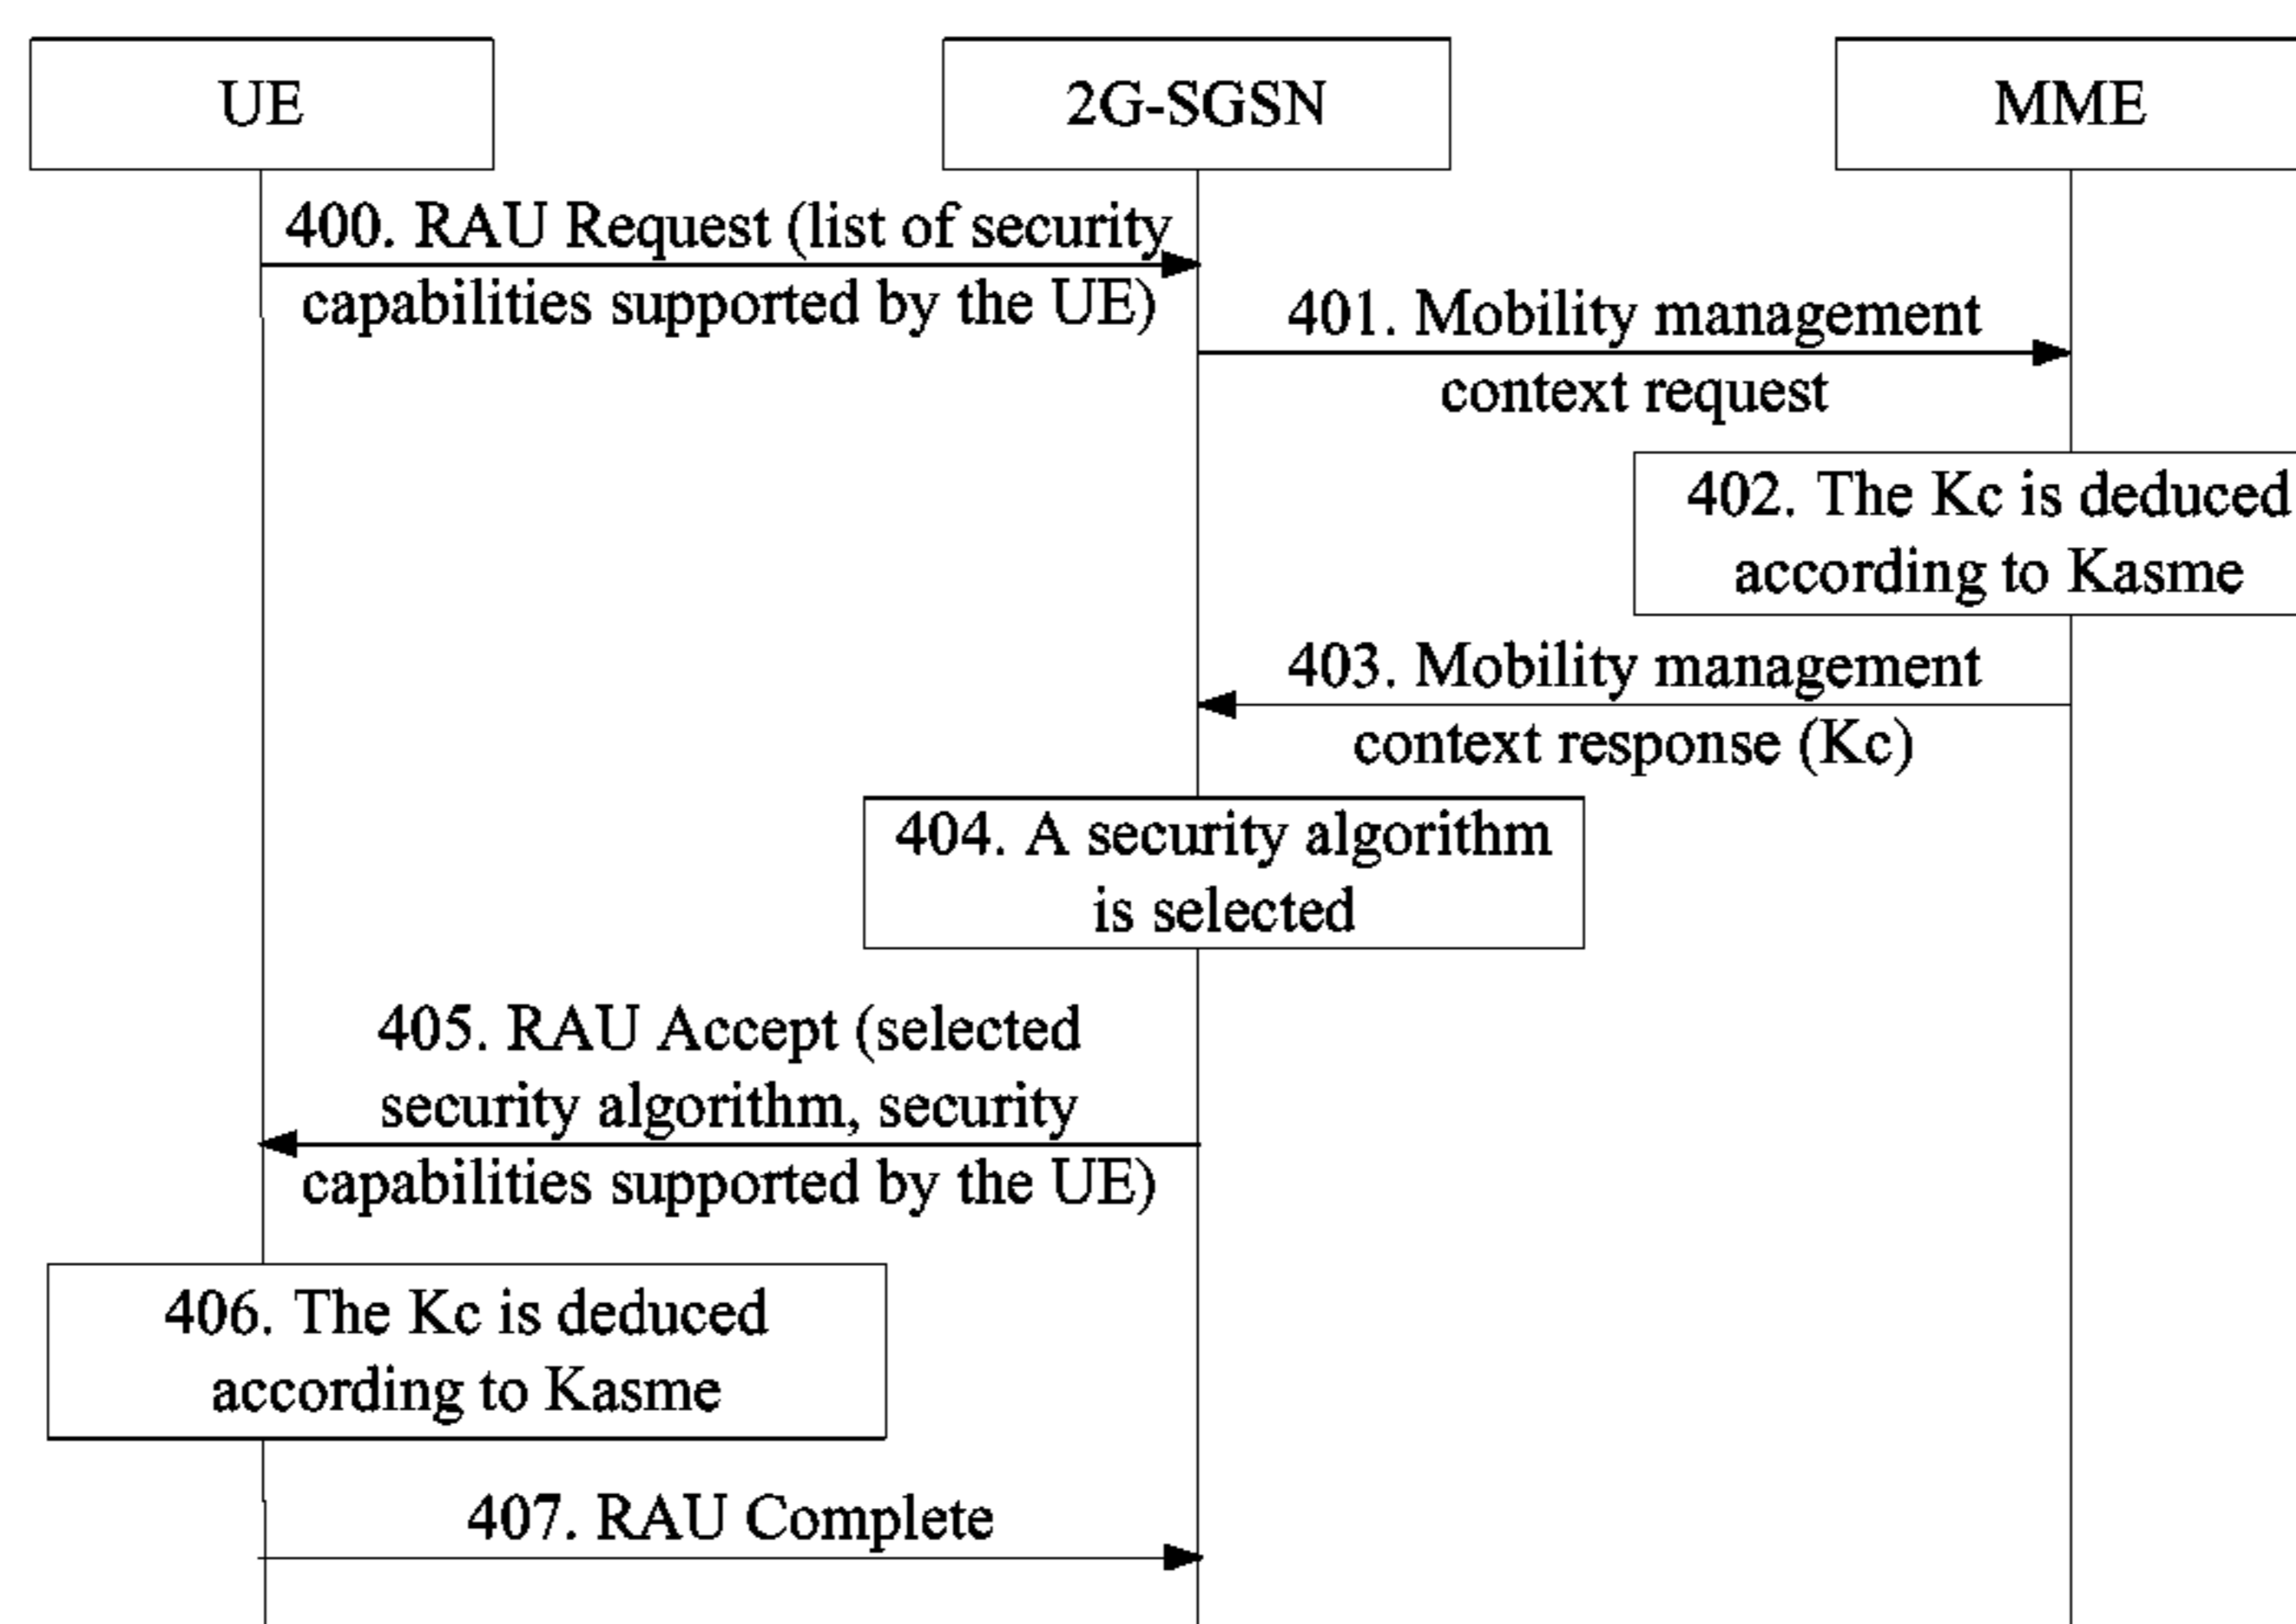 UE
2G-SGSN
MME
400. RAU Request (list of security
capabilities supported by the UE)
401. Mobility management
context request
402. The Kc is deduced
according to Kasme
403. Mobility management
context response (Kc)
404. A security algorithm
is selected
405. RAU Accept (selected
security algorithm, security
capabilities supported by the UE)
406. The Kc is deduced
according to Kasme
407. RAU Complete